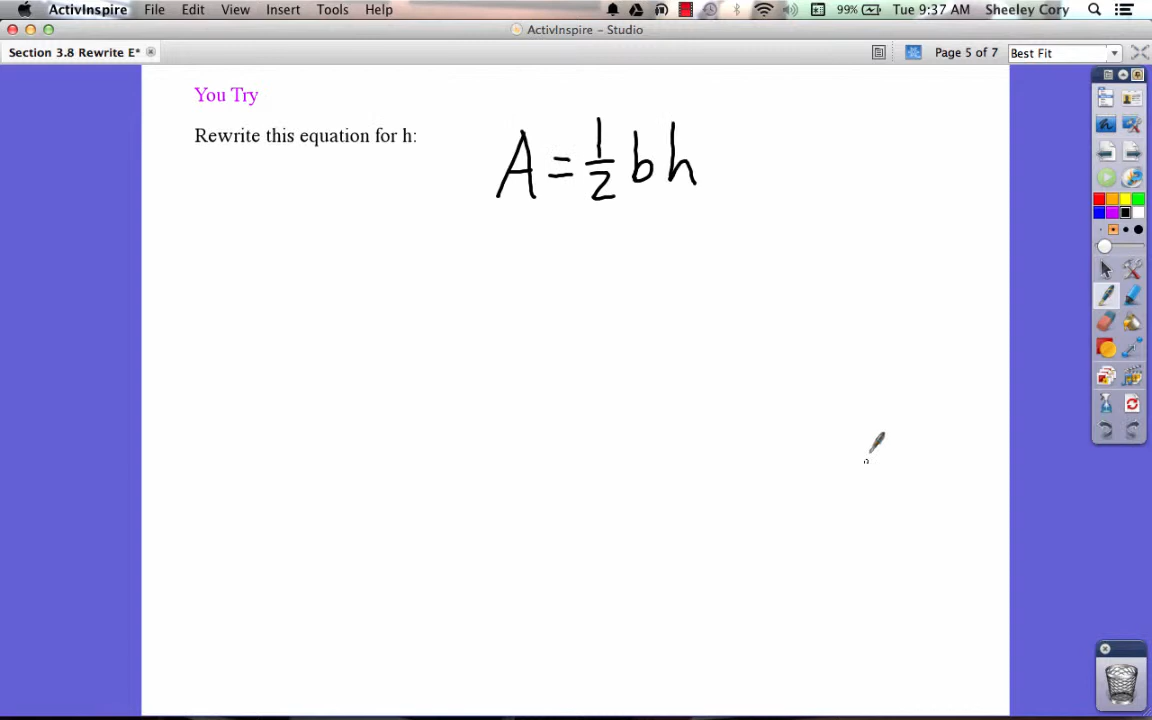 ActivInspire File Edit View Insert Tools Help 99% Tue 9:37 AM Sheeley Cory
ActivInspire – Studio
Section 3.8 Rewrite E* Page 5 of 7 Best Fit
You Try
Rewrite this equation for h: A = 1/2 bh